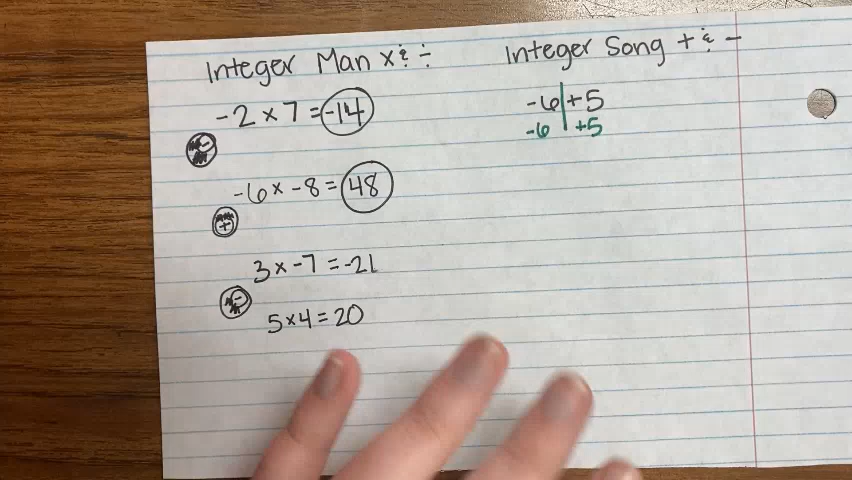 Integer Man x & ÷
-2 x 7 = -14
-6 x -8 = 48
3 x -7 = -21
5 x 4 = 20
Integer Song + & -
-6 | +5
-6 | +5